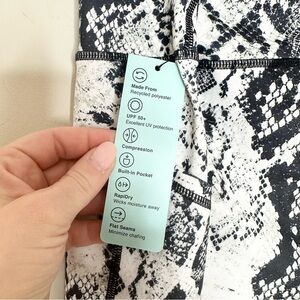 Made From
Recycled polyester
UPF 50+
Excellent UV protection
Compression
Built-in Pocket
RapiDry
Wicks moisture away
Flat Seams
Minimize chafing